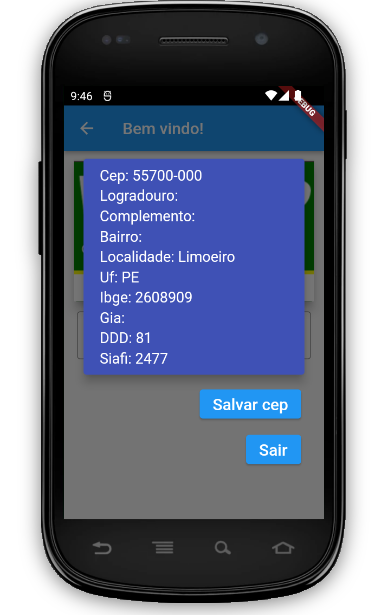 9:46
DEBUG
Bem vindo!
Cep: 55700-000
Logradouro:
Complemento:
Bairro:
Localidade: Limoeiro
Uf: PE
Ibge: 2608909
Gia:
DDD: 81
Siafi: 2477
Salvar cep
Sair